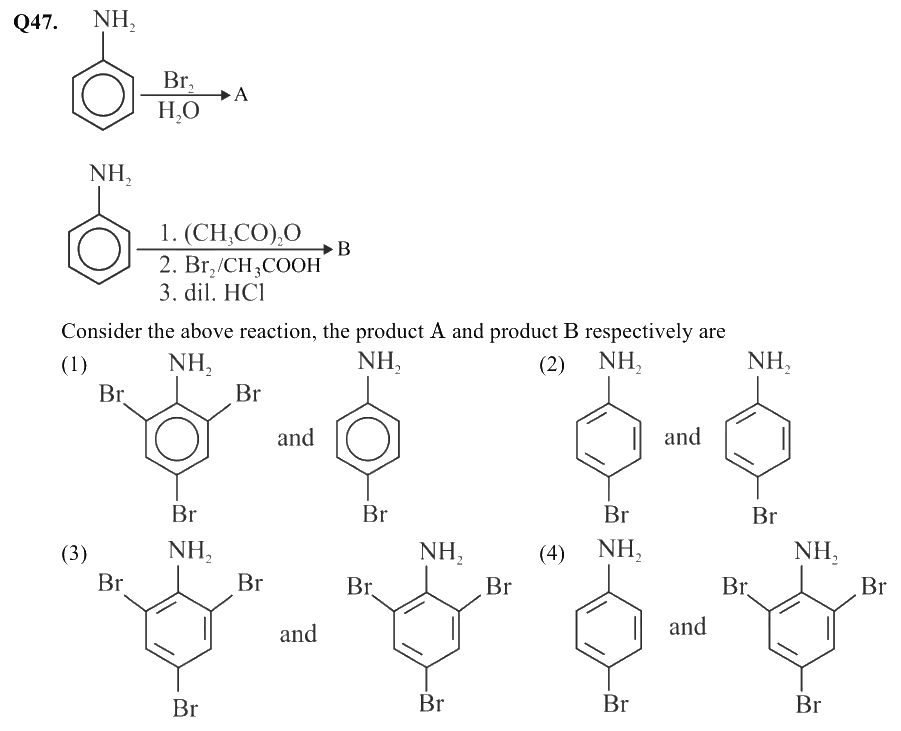 Q47.
NH₂
Br₂
H₂O
A
NH₂
1. (CH₃CO)₂O
B
2. Br₂/CH₃COOH
3. dil. HCl
Consider the above reaction, the product A and product B respectively are
(1) NH₂ NH₂ (2) NH₂ NH₂
Br Br
and and
Br Br Br Br
(3) NH₂ NH₂ (4) NH₂ NH₂
Br Br Br Br Br Br
and and
Br Br Br Br